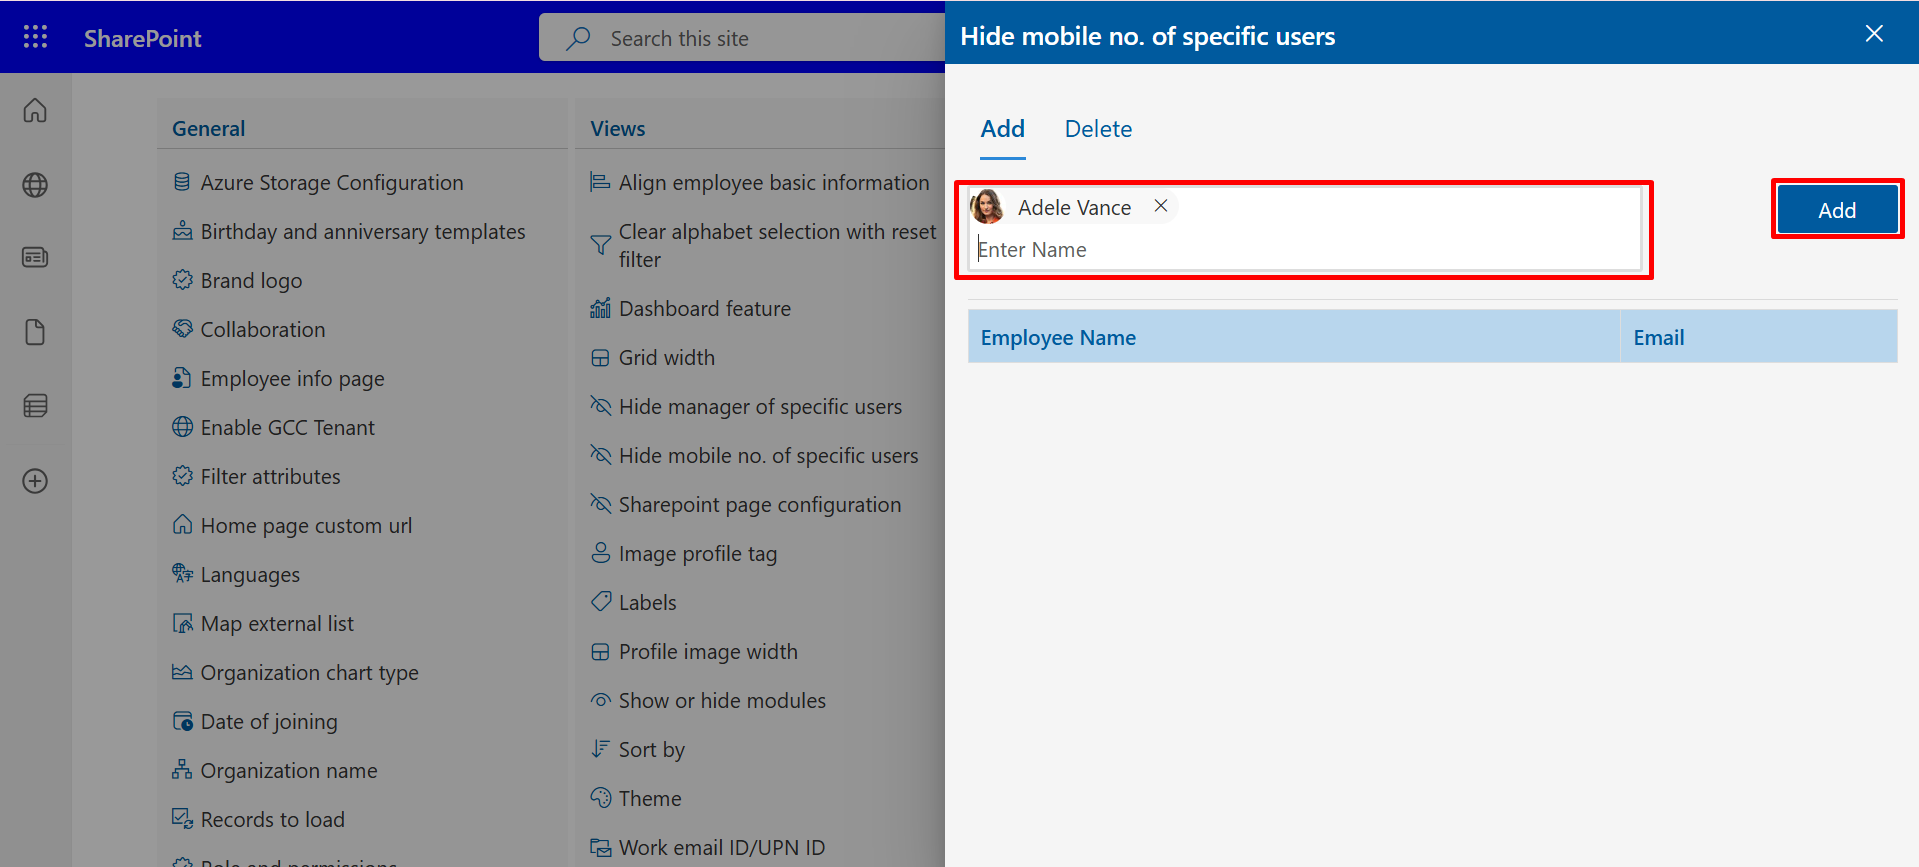 SharePoint
Search this site
General
Azure Storage Configuration
Birthday and anniversary templates
Brand logo
Collaboration
Employee info page
Enable GCC Tenant
Filter attributes
Home page custom url
Languages
Map external list
Organization chart type
Date of joining
Organization name
Records to load
Role and permissions
Views
Align employee basic information
Clear alphabet selection with reset
filter
Dashboard feature
Grid width
Hide manager of specific users
Hide mobile no. of specific users
Sharepoint page configuration
Image profile tag
Labels
Profile image width
Show or hide modules
Sort by
Theme
Work email ID/UPN ID
Hide mobile no. of specific users
Add Delete
Adele Vance
Enter Name
Add
Employee Name Email